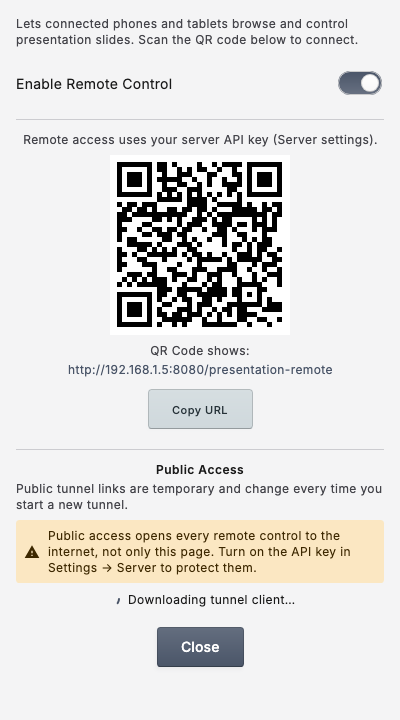 Lets connected phones and tablets browse and control
presentation slides. Scan the QR code below to connect.
Enable Remote Control
Remote access uses your server API key (Server settings).
QR Code shows:
http://192.168.1.5:8080/presentation-remote
Copy URL
Public Access
Public tunnel links are temporary and change every time you
start a new tunnel.
Public access opens every remote control to the
internet, not only this page. Turn on the API key in
Settings → Server to protect them.
Downloading tunnel client...
Close